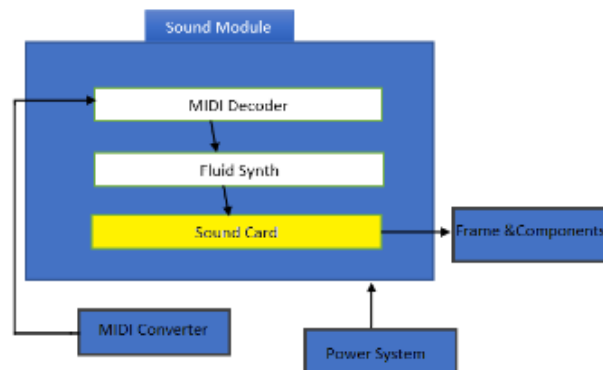 Sound Module
MIDI Decoder
Fluid Synth
Sound Card
Frame &Components
MIDI Converter
Power System